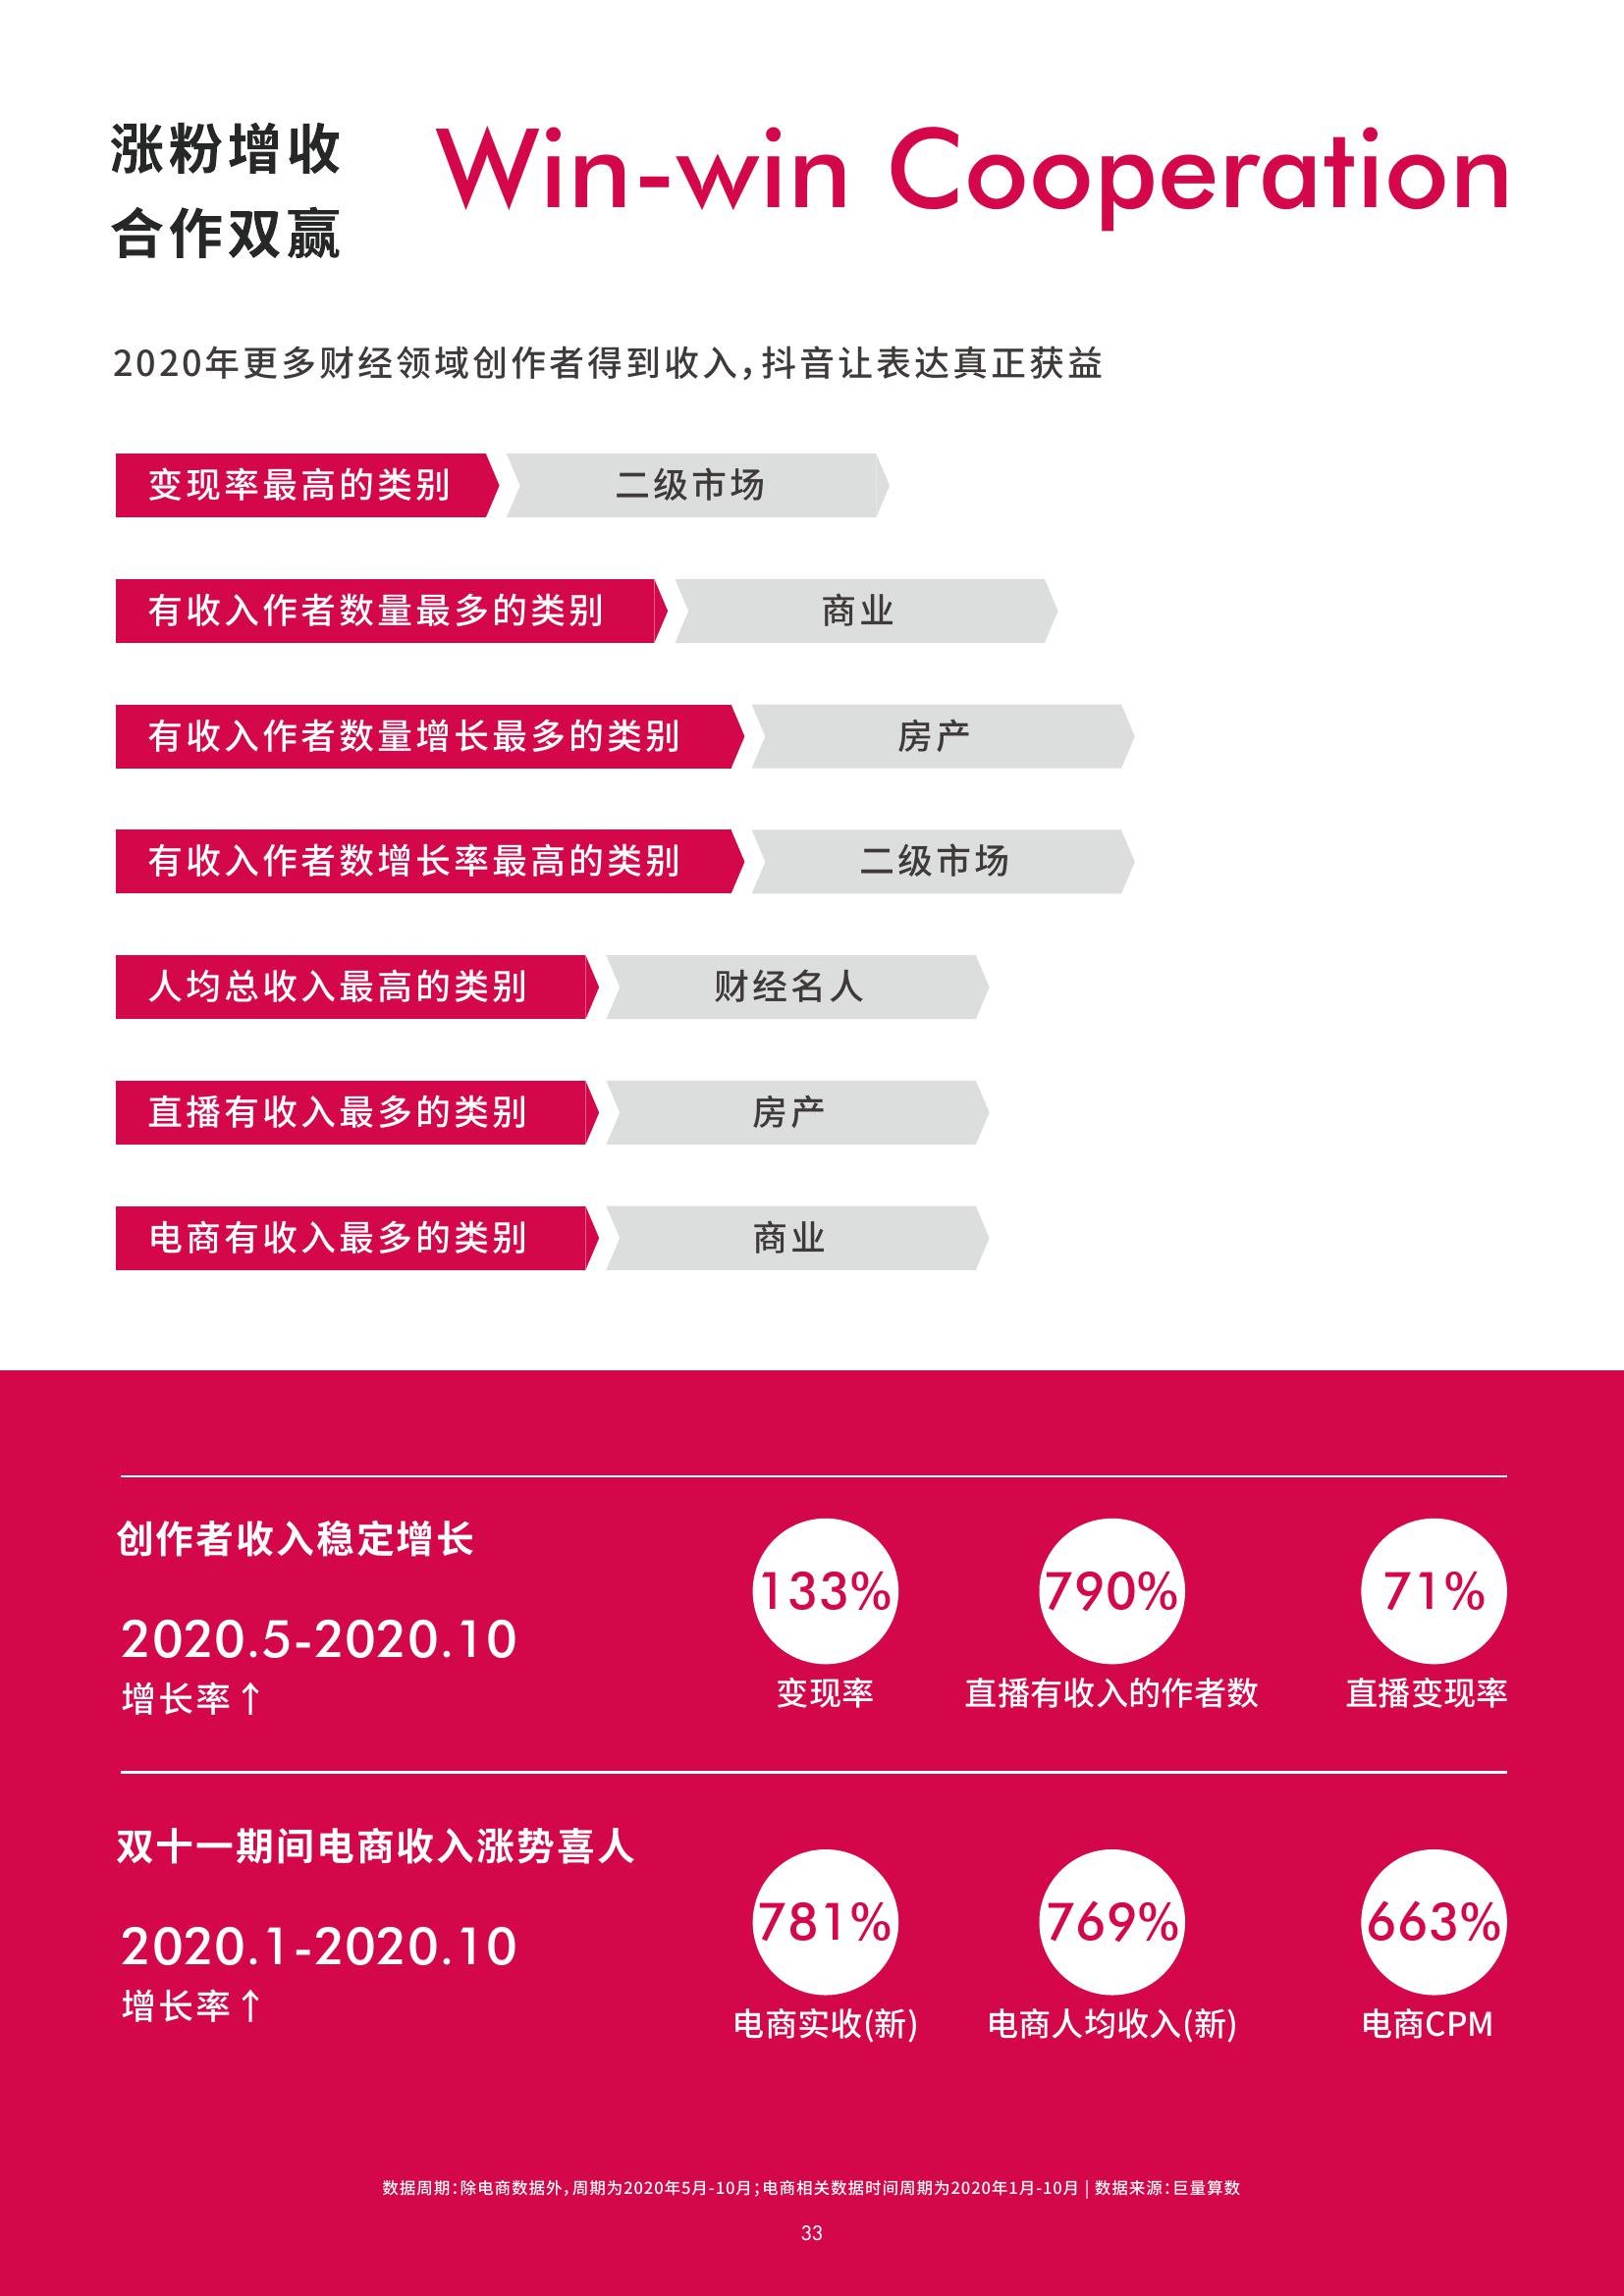 涨粉增收
合作双赢
Win-win Cooperation
2020年更多财经领域创作者得到收入,抖音让表达真正获益
变现率最高的类别 二级市场
有收入作者数量最多的类别 商业
有收入作者数量增长最多的类别 房产
有收入作者数增长率最高的类别 二级市场
人均总收入最高的类别 财经名人
直播有收入最多的类别 房产
电商有收入最多的类别 商业
创作者收入稳定增长
2020.5-2020.10
增长率↑
133% 790% 71%
变现率 直播有收入的作者数 直播变现率
双十一期间电商收入涨势喜人
2020.1-2020.10
增长率↑
781% 769% 663%
电商实收(新) 电商人均收入(新) 电商CPM
数据周期:除电商数据外,周期为2020年5月-10月;电商相关数据时间周期为2020年1月-10月 | 数据来源:巨量算数
33